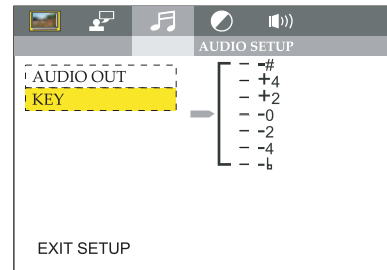 AUDIO SETUP
AUDIO OUT
KEY
-#
+4
+2
-0
-2
-4
-♭
EXIT SETUP